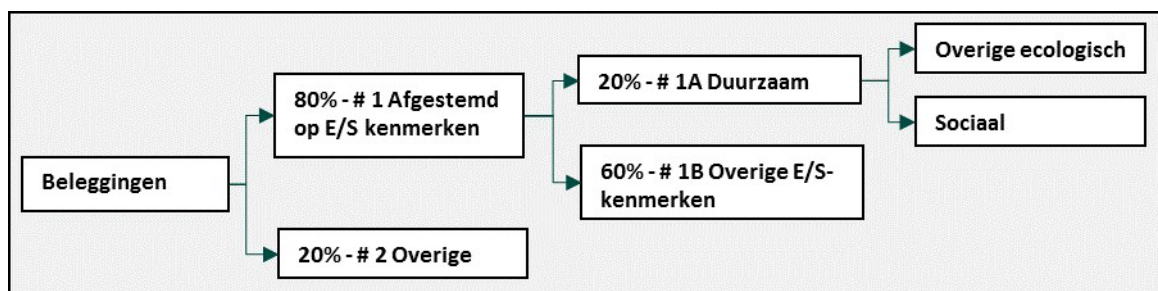 Beleggingen
80% - # 1 Afgestemd
op E/S kenmerken
20% - # 2 Overige
20% - # 1A Duurzaam
60% - # 1B Overige E/S-
kenmerken
Overige ecologisch
Sociaal